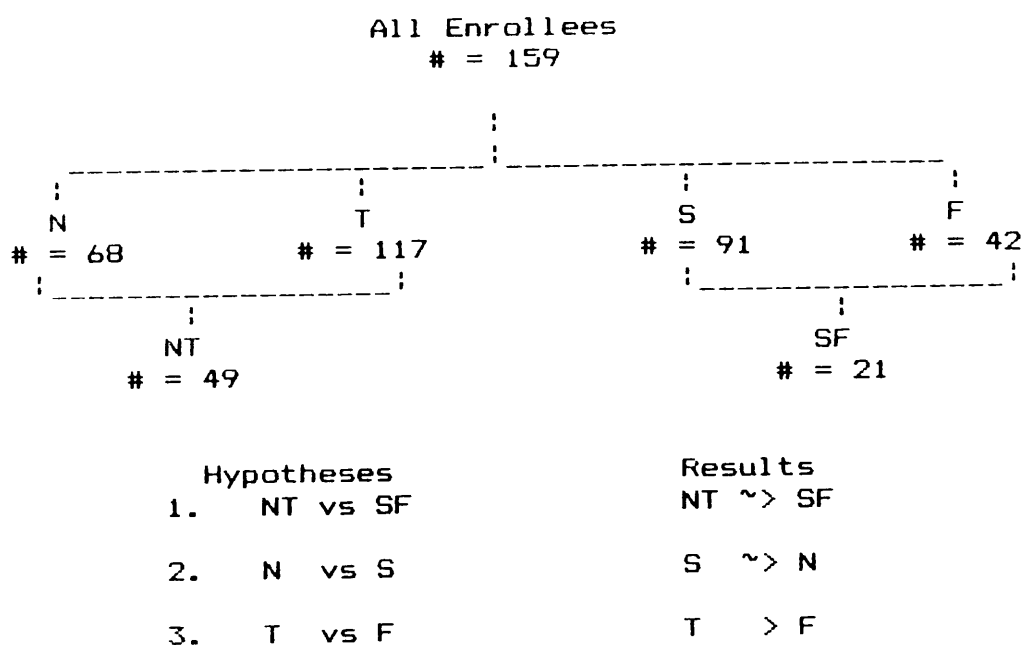 All Enrollees
# = 159
N T S F
# = 68 # = 117 # = 91 # = 42
NT SF
# = 49 # = 21
Hypotheses Results
1. NT vs SF NT ~> SF
2. N vs S S ~> N
3. T vs F T > F